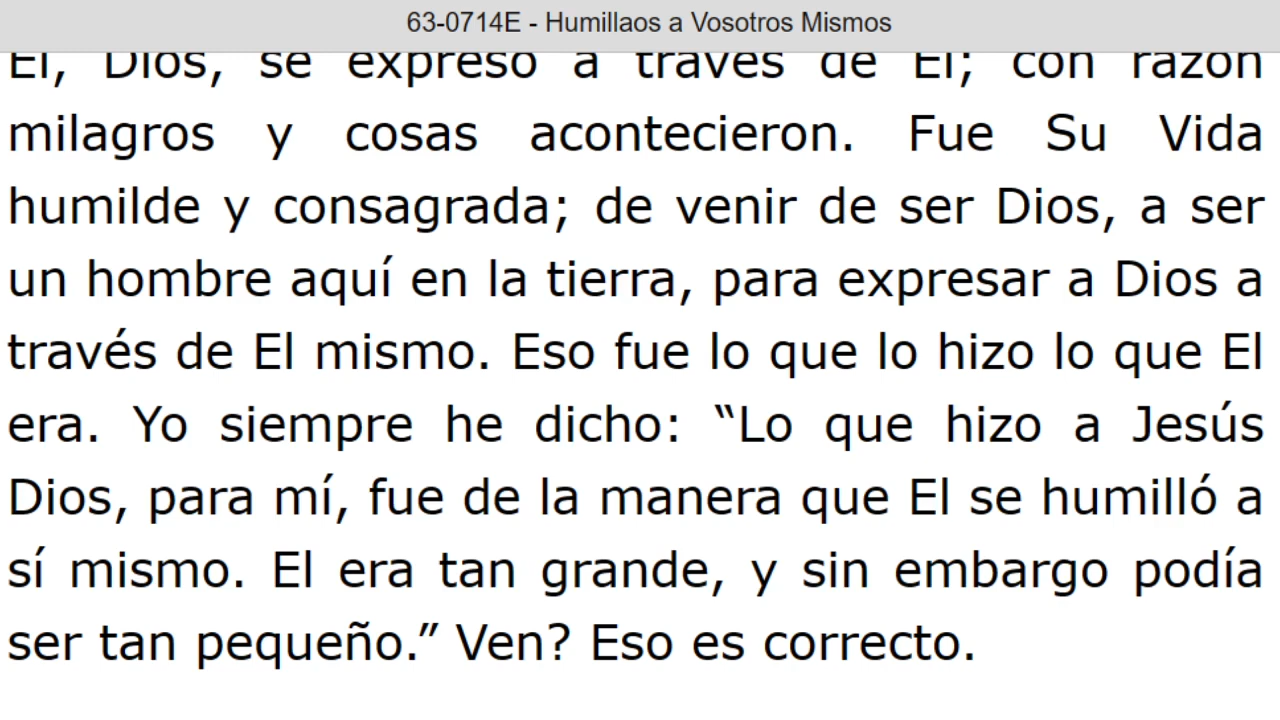 63-0714E - Humillaos a Vosotros Mismos
El, Dios, se expresó a través de El; con razón
milagros y cosas acontecieron. Fue Su Vida
humilde y consagrada; de venir de ser Dios, a ser
un hombre aquí en la tierra, para expresar a Dios a
través de El mismo. Eso fue lo que lo hizo lo que El
era. Yo siempre he dicho: “Lo que hizo a Jesús
Dios, para mí, fue de la manera que El se humilló a
sí mismo. El era tan grande, y sin embargo podía
ser tan pequeño.” Ven? Eso es correcto.